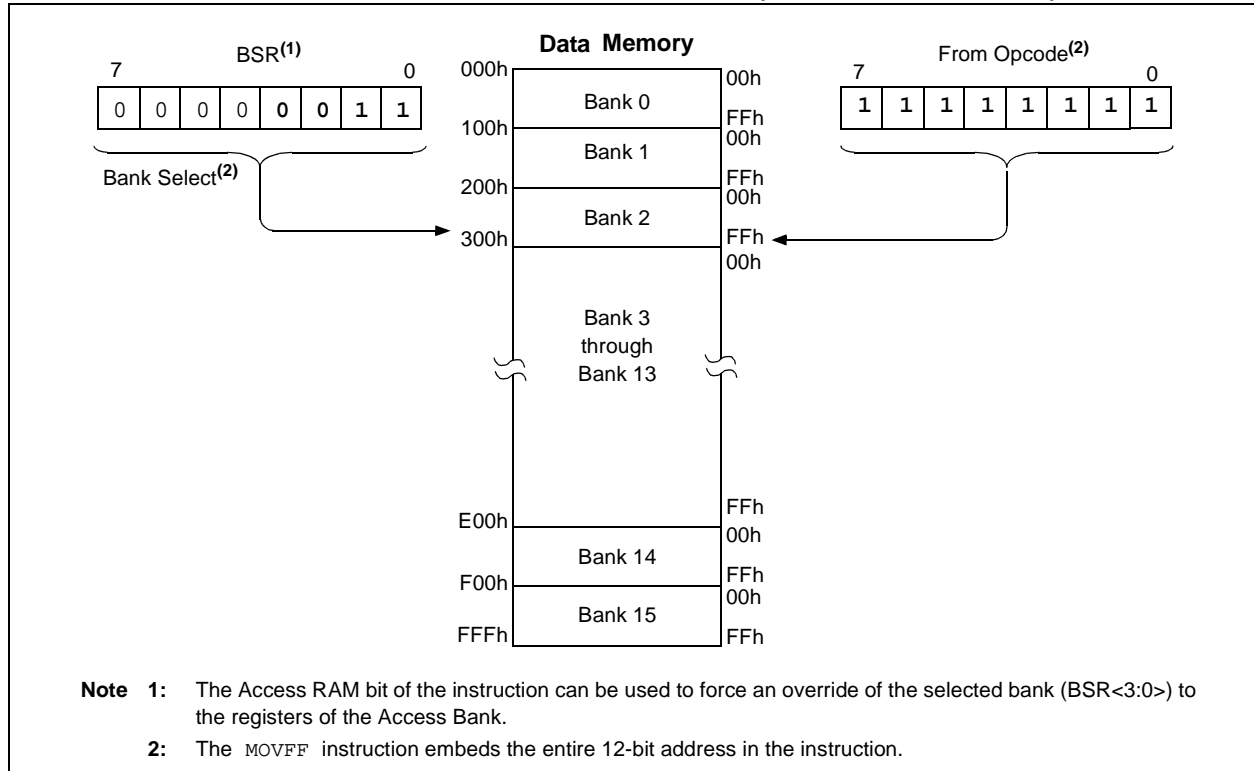 Data Memory
BSR(1)
7 0
0 0 0 0 0 0 1 1
Bank Select(2)
From Opcode(2)
7 0
1 1 1 1 1 1 1 1
000h
00h
Bank 0
FFh
100h
00h
Bank 1
FFh
200h
00h
Bank 2
FFh
300h
00h
Bank 3
through
Bank 13
FFh
E00h
00h
Bank 14
FFh
F00h
00h
Bank 15
FFFh
FFh
Note 1: The Access RAM bit of the instruction can be used to force an override of the selected bank (BSR<3:0>) to
the registers of the Access Bank.
2: The MOVFF instruction embeds the entire 12-bit address in the instruction.